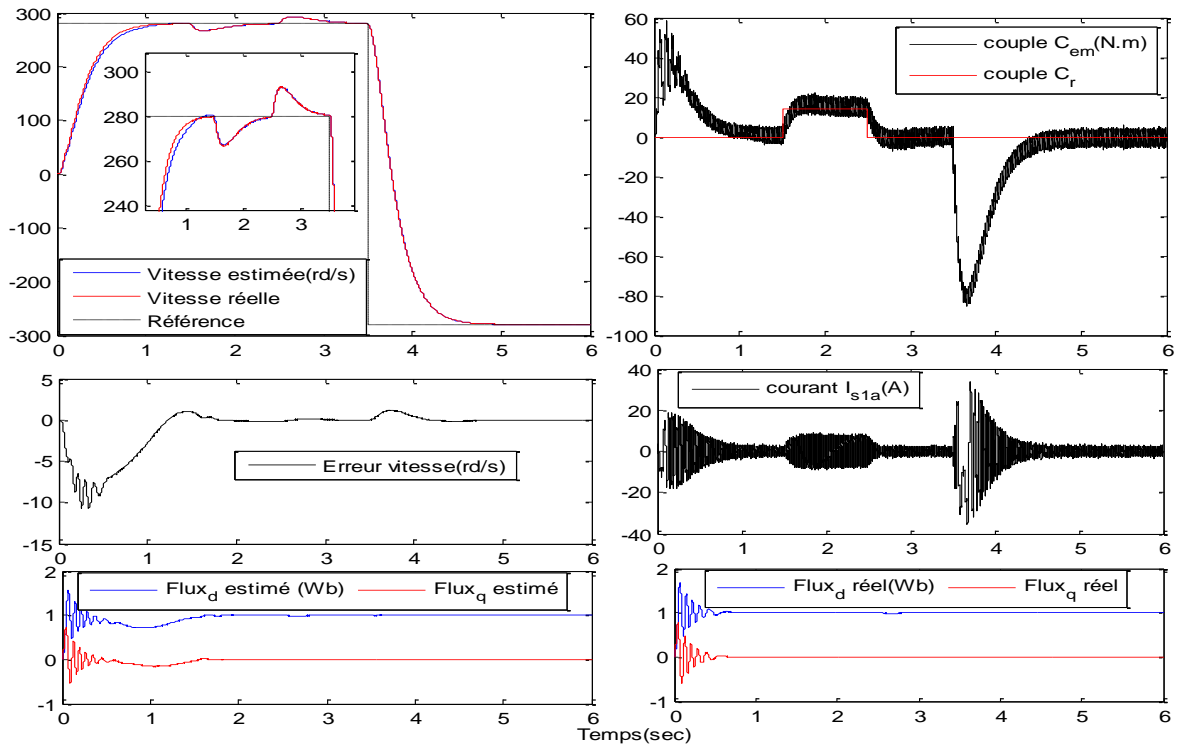 300
200
100
0
-100
-200
-300
300
280
260
240
1 2 3
Vitesse estimée(rd/s)
Vitesse réelle
Référence
0 1 2 3 4 5 6
60
40
20
0
-20
-40
-60
-80
-100
couple Cem(N.m)
couple Cr
0 1 2 3 4 5 6
5
0
-5
-10
-15
Erreur vitesse(rd/s)
0 1 2 3 4 5 6
40
20
0
-20
-40
courant Is1a(A)
0 1 2 3 4 5 6
2
1
0
-1
Flux d estimé (Wb) Flux q estimé
0 1 2 3 4 5 6
2
1
0
-1
Flux d réel(Wb) Flux q réel
0 1 2 3 4 5 6
Temps(sec)